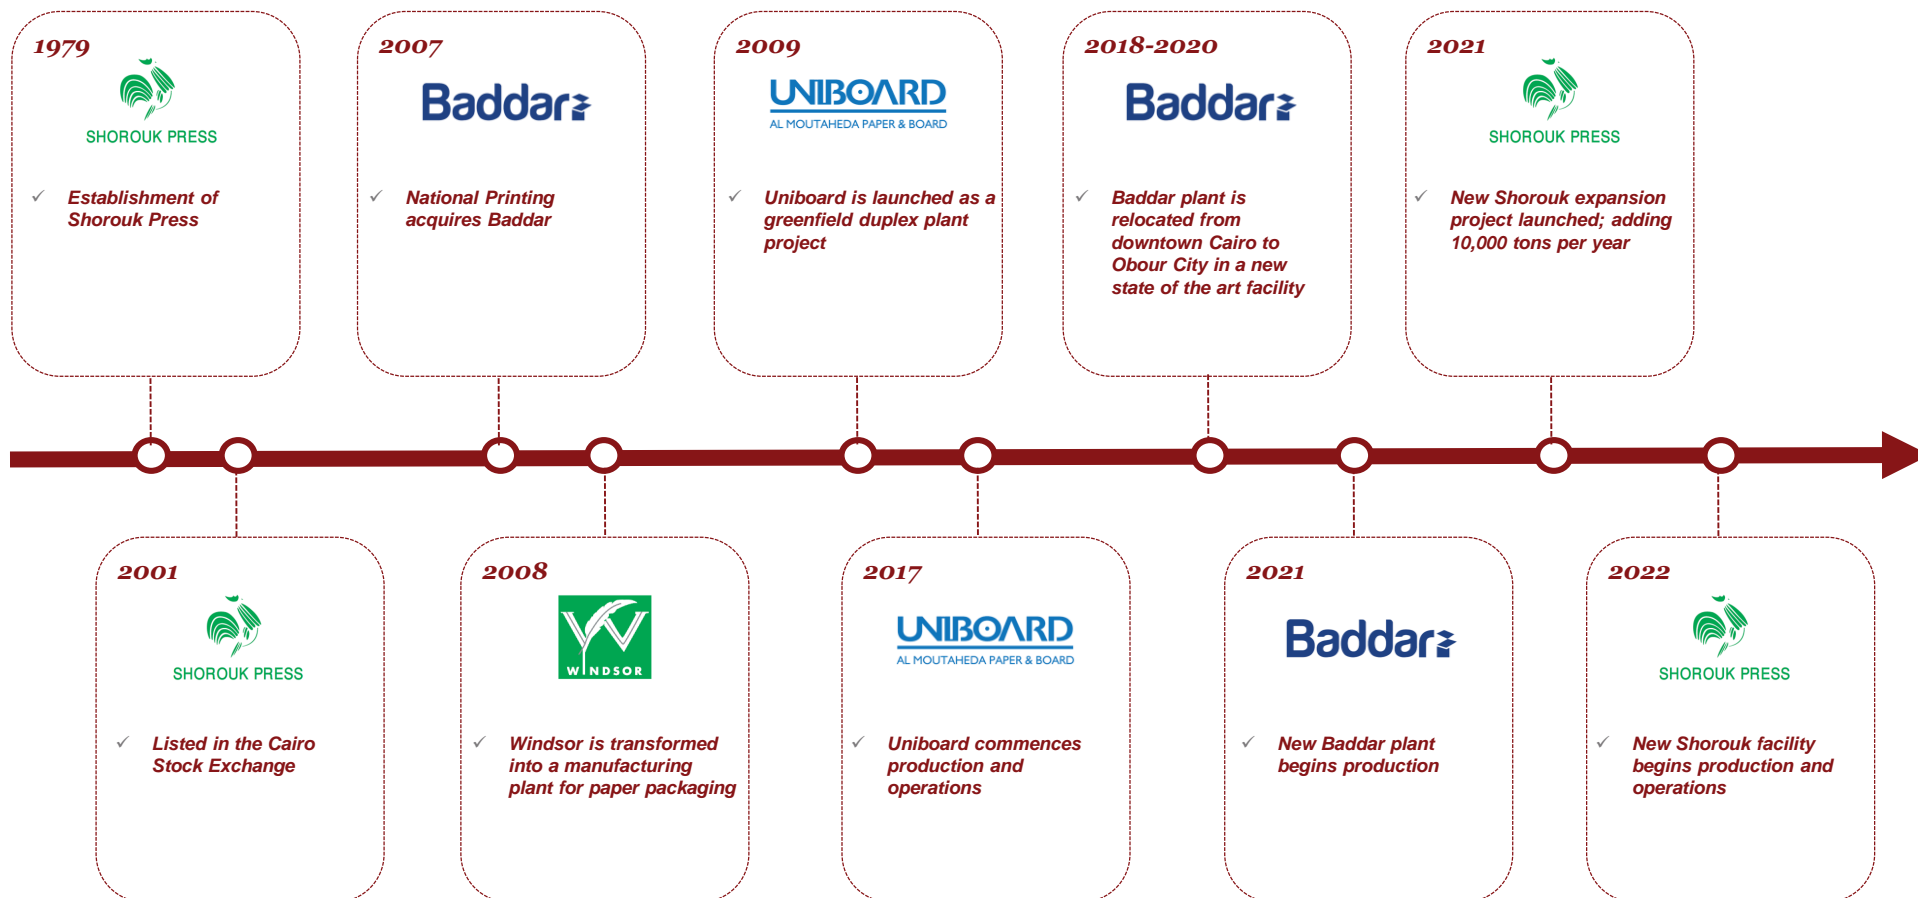 1979
SHOROUK PRESS
✓ Establishment of
Shorouk Press
2007
Baddar
✓ National Printing
acquires Baddar
2009
UNIBOARD
AL MOUTAHEDA PAPER & BOARD
✓ Uniboard is launched as a
greenfield duplex plant
project
2018-2020
Baddar
✓ Baddar plant is
relocated from
downtown Cairo to
Obour City in a new
state of the art facility
2021
SHOROUK PRESS
✓ New Shorouk expansion
project launched; adding
10,000 tons per year
2001
SHOROUK PRESS
✓ Listed in the Cairo
Stock Exchange
2008
W
WINDSOR
✓ Windsor is transformed
into a manufacturing
plant for paper packaging
2017
UNIBOARD
AL MOUTAHEDA PAPER & BOARD
✓ Uniboard commences
production and
operations
2021
Baddar
✓ New Baddar plant
begins production
2022
SHOROUK PRESS
✓ New Shorouk facility
begins production and
operations